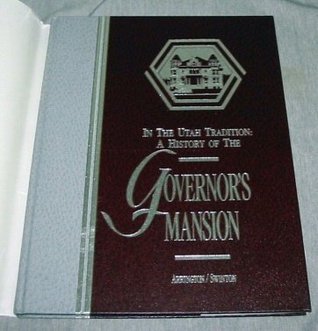 IN THE UTAH TRADITION:
A HISTORY OF THE
GOVERNOR'S
MANSION
ARRINGTON / SWINTON